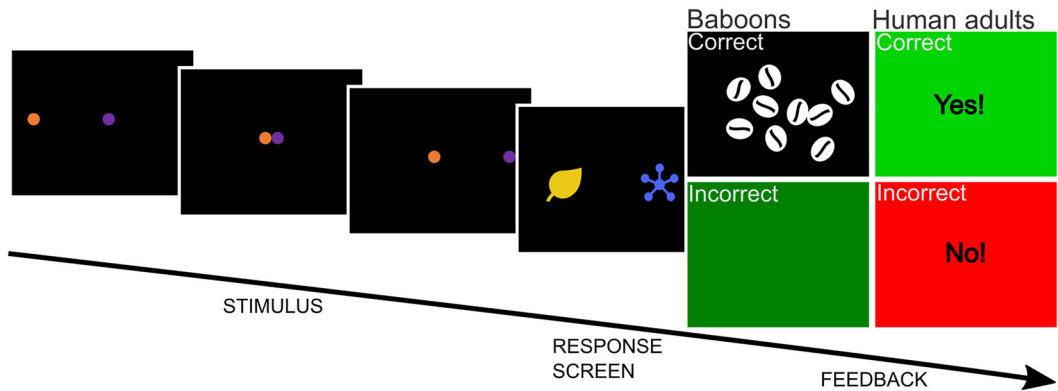 Baboons
Human adults
Correct
Correct
Yes!
Incorrect
Incorrect
No!
STIMULUS
RESPONSE
SCREEN
FEEDBACK